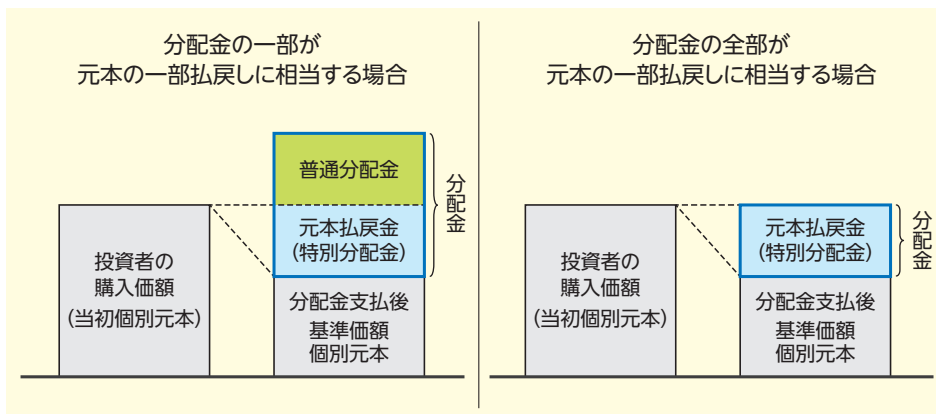 分配金の一部が
元本の一部払戻しに相当する場合
普通分配金
元本払戻金
(特別分配金)
分配金
投資者の
購入価額
(当初個別元本)
分配金支払後
基準価額
個別元本
分配金の全部が
元本の一部払戻しに相当する場合
元本払戻金
(特別分配金)
分配金
投資者の
購入価額
(当初個別元本)
分配金支払後
基準価額
個別元本